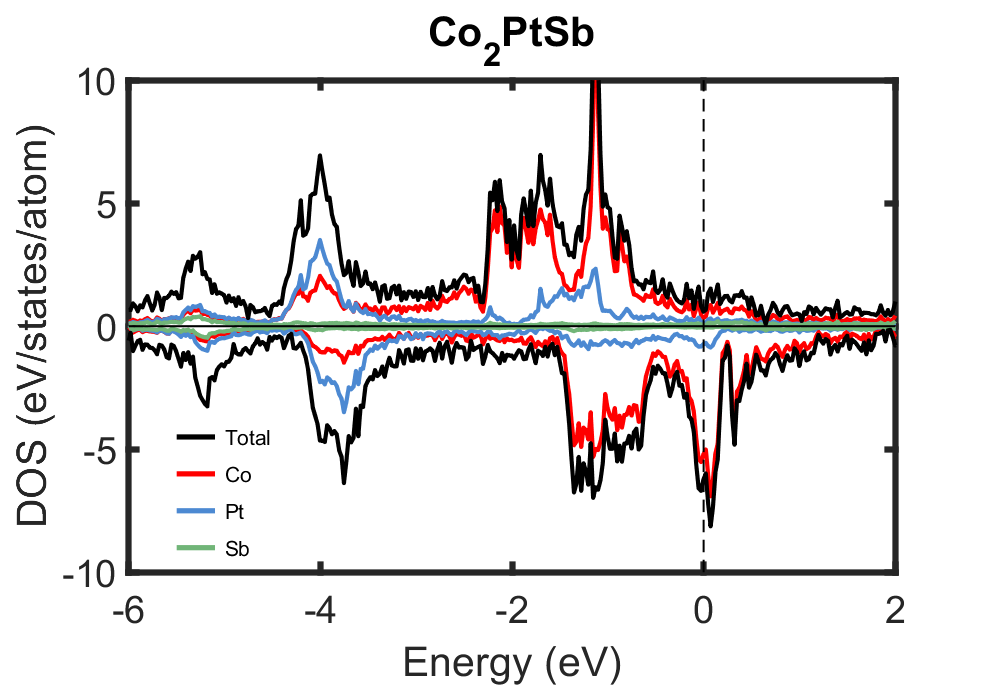 Co₂PtSb
10
5
0
-5
-10
DOS (eV/states/atom)
Total
Co
Pt
Sb
-6 -4 -2 0 2
Energy (eV)